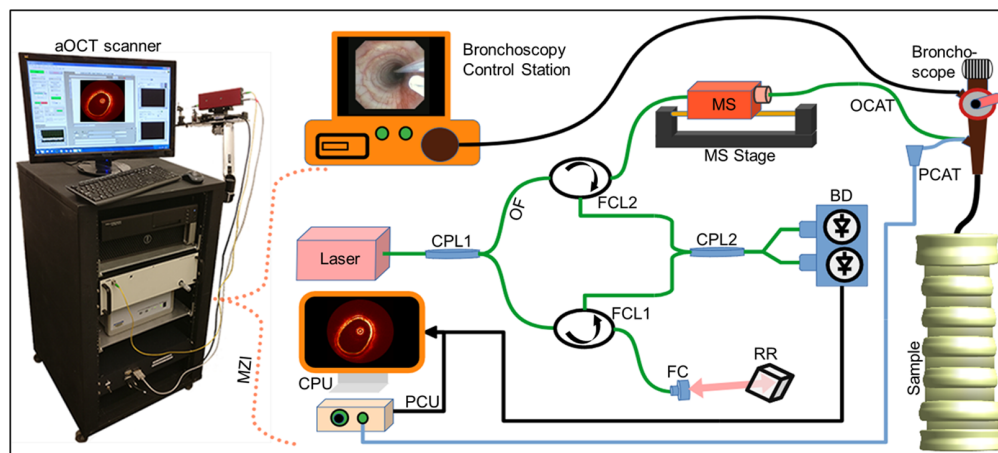 aOCT scanner
Bronchoscopy
Control Station
Broncho-
scope
MS
OCAT
MS Stage
PCAT
OF
FCL2
BD
CPL1
CPL2
Laser
FCL1
RR
FC
MZI
CPU
PCU
Sample